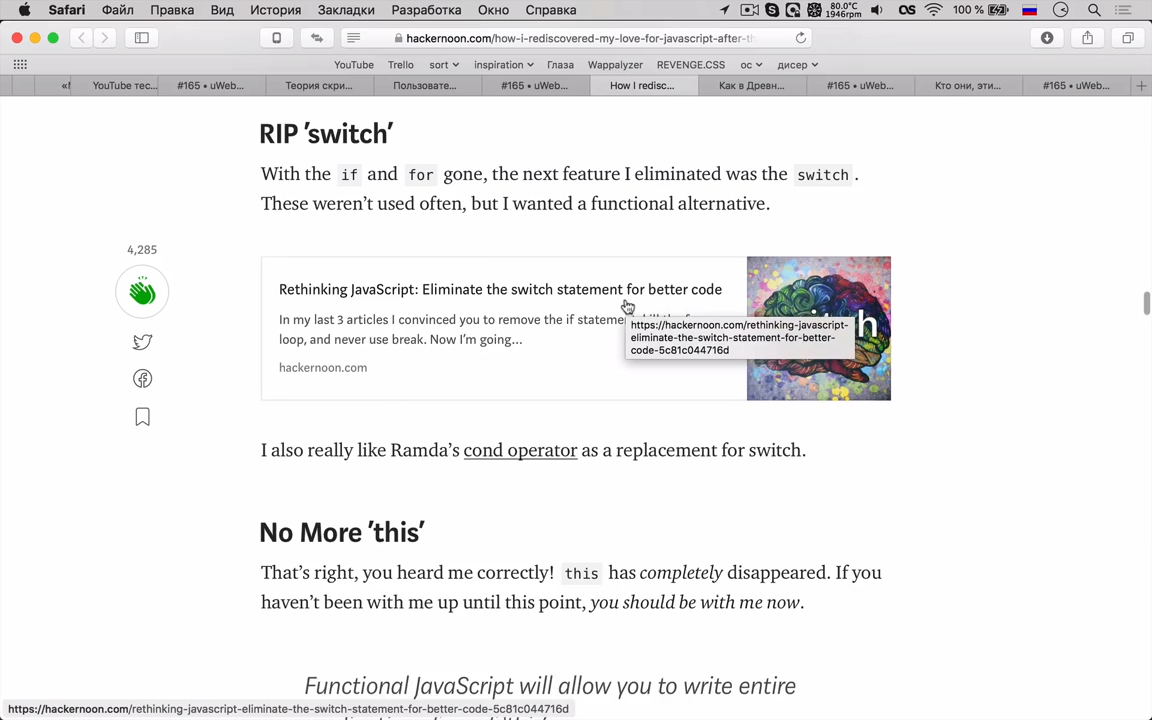 Safari Файл Правка Вид История Закладки Разработка Окно Справка
80.0°C
1946rpm
100 %
hackernoon.com/how-i-rediscovered-my-love-for-javascript-after-th
YouTube Trello sort inspiration Глаза Wappalyzer REVENGE.CSS ос дисер
YouTube тес... #165 • uWeb... Теория скри... Пользовате... #165 • uWeb... How I redisc... Как в Древн... #165 • uWeb... Кто они, эти... #165 • uWeb...
RIP 'switch'
With the if and for gone, the next feature I eliminated was the switch.
These weren't used often, but I wanted a functional alternative.
4,285
Rethinking JavaScript: Eliminate the switch statement for better code
In my last 3 articles I convinced you to remove the if
loop, and never use break. Now I'm going...
hackernoon.com
https://hackernoon.com/rethinking-javascript-
eliminate-the-switch-statement-for-better-
code-5c81c044716d
I also really like Ramda's cond operator as a replacement for switch.
No More 'this'
That's right, you heard me correctly! this has completely disappeared. If you
haven't been with me up until this point, you should be with me now.
Functional JavaScript will allow you to write entire
https://hackernoon.com/rethinking-javascript-eliminate-the-switch-statement-for-better-code-5c81c044716d